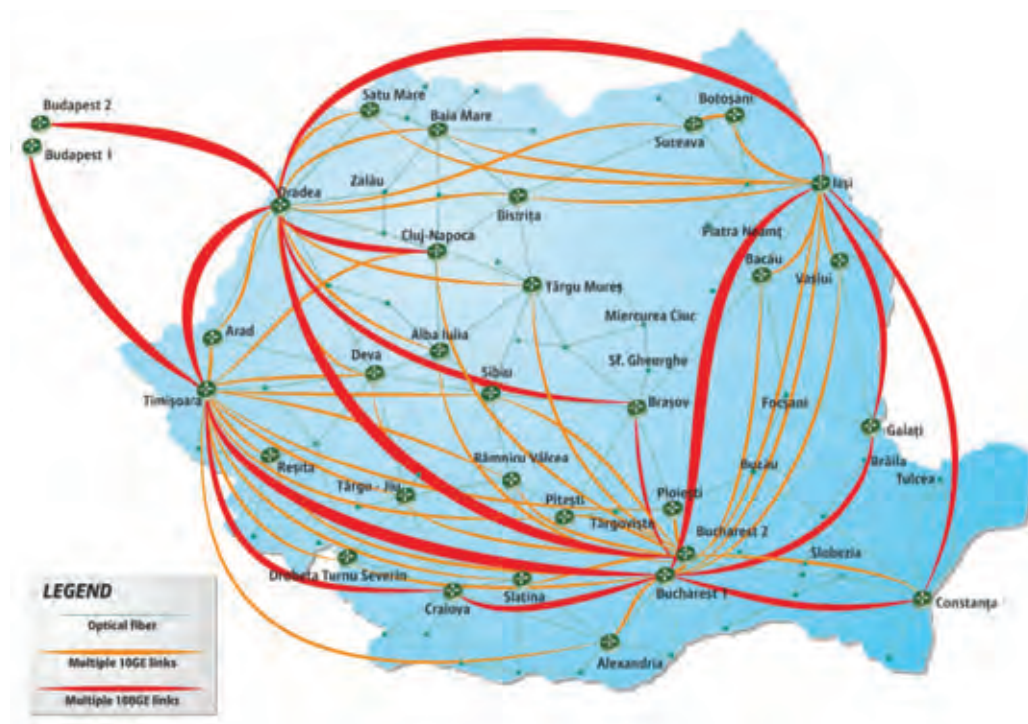 Budapest 2
Budapest 1
Satu Mare
Baia Mare
Botoșani
Suceava
Oradea
Zalău
Bistrița
Iași
Cluj-Napoca
Piatra Neamț
Bacău
Vaslui
Târgu Mureș
Miercurea Ciuc
Arad
Alba Iulia
Deva
Sibiu
Sf. Gheorghe
Timișoara
Brașov
Focșani
Galați
Reșița
Râmnicu Vâlcea
Buzău
Brăila
Tulcea
Târgu - Jiu
Pitești
Ploiești
Târgoviște
Bucharest 2
Slobozia
Drobeta Turnu Severin
Craiova
Slatina
Bucharest 1
Constanța
Alexandria
LEGEND
Optical fiber
Multiple 10GE links
Multiple 100GE links